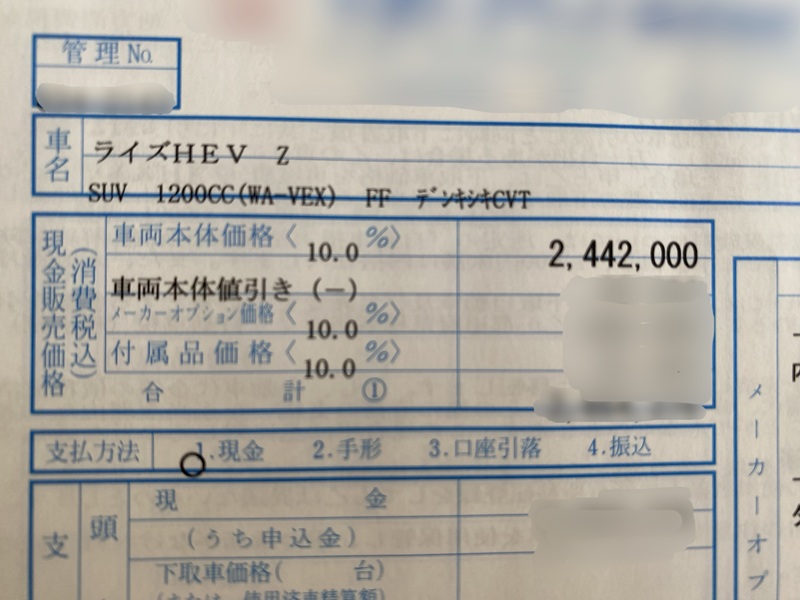 管理No.
車名
ライズHEV Z
SUV 1200CC(WA-VEX) FF デンキシキCVT
現金販売価格
(消費税込)
車両本体価格〈 10.0 %〉 2,442,000
車両本体値引き (-)
メーカーオプション価格〈 10.0 %〉
付属品価格〈 10.0 %〉
合計 ①
支払方法 1.現金 2.手形 3.口座引落 4.振込
支
頭
現金
(うち申込金)
下取車価格( 台)
メーカーオプ